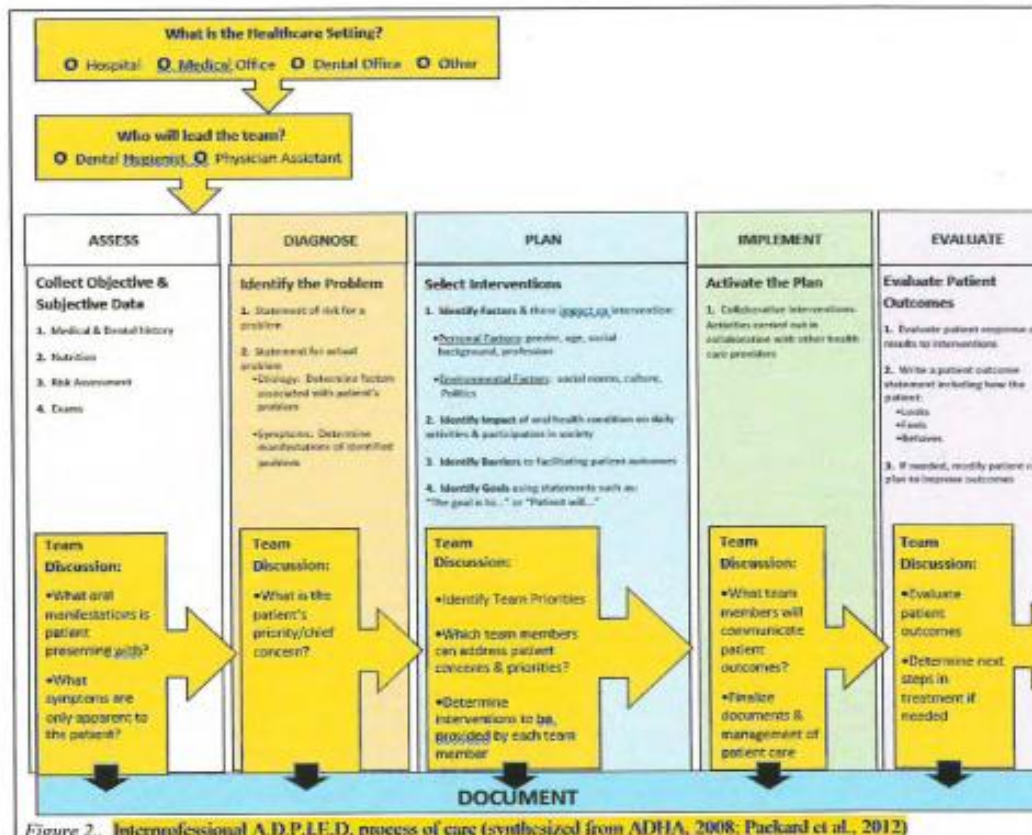 What is the Healthcare Setting?
O Hospital O Medical Office O Dental Office O Other
Who will lead the team?
O Dental Hygienist O Physician Assistant
ASSESS
Collect Objective &
Subjective Data
1. Medical & Dental history
2. Nutrition
3. Risk Assessment
4. Exams
Team
Discussion:
•What oral
manifestations is
patient
presenting with?
•What
symptoms are
only apparent to
the patient?
DIAGNOSE
Identify the Problem
1. Statement of risk for a
problem
2. Statement for actual
problem
•Etiology: Determine factors
associated with patient's
problem
•Symptoms: Determine
manifestations of identified
problem
Team
Discussion:
•What is the
patient's
priority/chief
concern?
PLAN
Select Interventions
1. Identify Factors & there impact on intervention:
•Personal Factors: gender, age, social
background, profession
•Environmental Factors: social norms, culture,
Politics
2. Identify Impact of oral health condition on daily
activities & participation in society
3. Identify Barriers to facilitating patient outcomes
4. Identify Goals using statements such as:
"The goal is to..." or "Patient will..."
Team
Discussion:
•Identify Team Priorities
•Which team members
can address patient
concerns & priorities?
•Determine
interventions to be,
provided by each team
member
IMPLEMENT
Activate the Plan
1. Collaborative Interventions:
Activities carried out in
collaboration with other health
care providers
Team
Discussion:
•What team
members will
communicate
patient
outcomes?
•Finalize
documents &
management of
patient care
EVALUATE
Evaluate Patient
Outcomes
1. Evaluate patient response
results to interventions
2. Write a patient outcome
statement including how the
patient:
•Looks
•Feels
•Behaves
3. If needed, modify patient
plan to improve outcomes
Team
Discussion:
•Evaluate
patient
outcomes
•Determine next
steps in
treatment if
needed
DOCUMENT
Figure 2.. Interprofessional A.D.P.I.E.D. process of care (synthesized from ADHA, 2008; Packard et al., 2012)